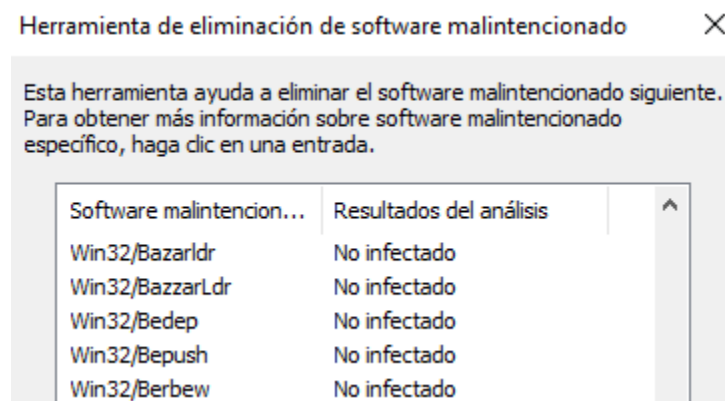 Herramienta de eliminación de software malintencionado
Esta herramienta ayuda a eliminar el software malintencionado siguiente.
Para obtener más información sobre software malintencionado
específico, haga clic en una entrada.
Software malintencion... Resultados del análisis
Win32/Bazarldr No infectado
Win32/BazzarLdr No infectado
Win32/Bedep No infectado
Win32/Bepush No infectado
Win32/Berbew No infectado